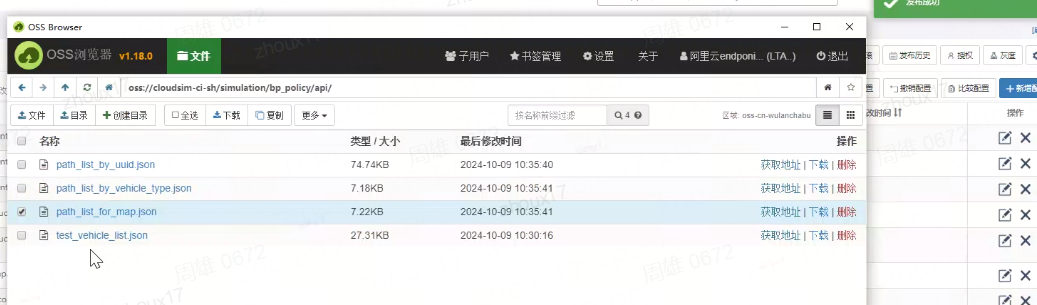 发布成功
OSS Browser
OSS浏览器 v1.18.0 文件 子用户 书签管理 设置 关于 阿里云endponi... (LTA..) 退出
发布历史 授权 灰度
oss://cloudsim-ci-sh/simulation/bp_policy/api/
撤销配置 比较配置 新增配
文件 目录 创建目录 全选 下载 复制 更多 按名称前缀过滤 4 区域: oss-cn-wulanchabu
改时间 操作
名称 类型 / 大小 最后修改时间 操作
path_list_by_uuid.json 74.74KB 2024-10-09 10:35:40 获取地址 | 下载 | 删除
path_list_by_vehicle_type.json 7.18KB 2024-10-09 10:35:41 获取地址 | 下载 | 删除
path_list_for_map.json 7.22KB 2024-10-09 10:35:41 获取地址 | 下载 | 删除
test_vehicle_list.json 27.31KB 2024-10-09 10:30:16 获取地址 | 下载 | 删除
周雄 0672
zhoux17